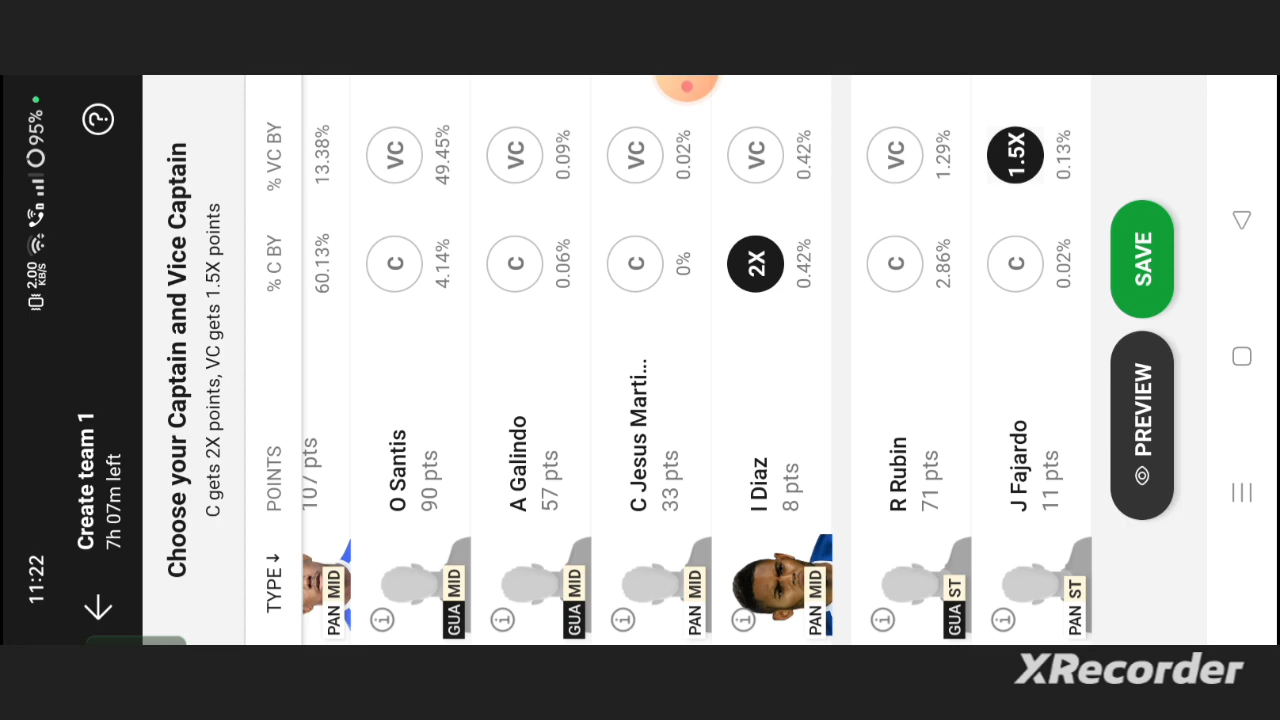 11:22
2.00 KB/S
95%
Create team 1
7h 07m left
?
Choose your Captain and Vice Captain
C gets 2X points, VC gets 1.5X points
TYPE ↓ POINTS % C BY % VC BY
PAN MID 107 pts 60.13% 13.38%
O Santis C VC
GUA MID 90 pts 4.14% 49.45%
A Galindo C VC
GUA MID 57 pts 0.06% 0.09%
C Jesus Marti... C VC
PAN MID 33 pts 0% 0.02%
I Diaz 2X VC
PAN MID 8 pts 0.42% 0.42%
R Rubin C VC
GUA ST 71 pts 2.86% 1.29%
J Fajardo C 1.5X
PAN ST 11 pts 0.02% 0.13%
PREVIEW SAVE
XRecorder